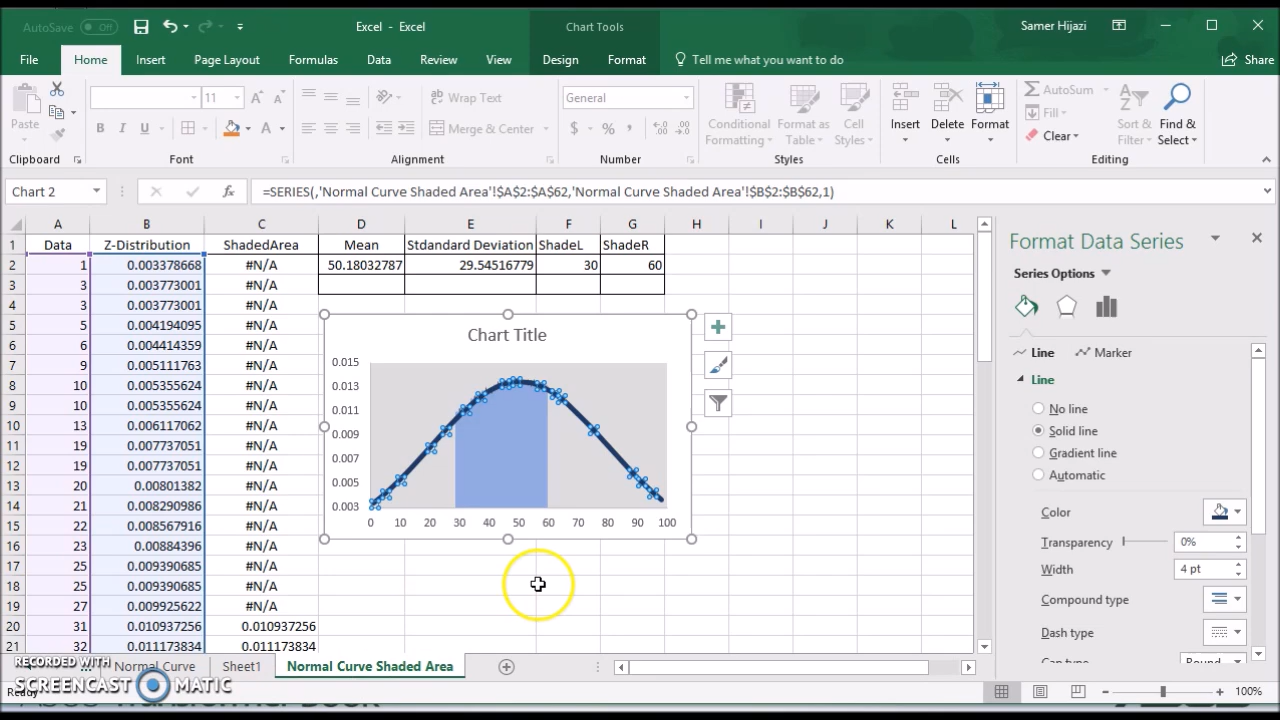 AutoSave Off Excel - Excel Chart Tools Samer Hijazi
File Home Insert Page Layout Formulas Data Review View Design Format Tell me what you want to do Share
Paste 11 Wrap Text Merge & Center General $ % Conditional Formatting Format as Table Cell Styles Insert Delete Format AutoSum Fill Clear Sort & Filter Find & Select
Clipboard Font Alignment Number Styles Cells Editing
Chart 2 fx =SERIES(,'Normal Curve Shaded Area'!$A$2:$A$62,'Normal Curve Shaded Area'!$B$2:$B$62,1)
A B C D E F G H I J K L
1 Data Z-Distribution ShadedArea Mean Stdandard Deviation ShadeL ShadeR
2 1 0.003378668 #N/A 50.18032787 29.54516779 30 60
3 3 0.003773001 #N/A
4 3 0.003773001 #N/A
5 5 0.004194095 #N/A
6 6 0.004414359 #N/A
7 9 0.005111763 #N/A
8 10 0.005355624 #N/A
9 10 0.005355624 #N/A
10 13 0.006117062 #N/A
11 19 0.007737051 #N/A
12 19 0.007737051 #N/A
13 20 0.00801382 #N/A
14 21 0.008290986 #N/A
15 22 0.008567916 #N/A
16 23 0.00884396 #N/A
17 25 0.009390685 #N/A
18 25 0.009390685 #N/A
19 27 0.009925622 #N/A
20 31 0.010937256 0.010937256
21 32 0.011173834 0.011173834
Chart Title
0.015
0.013
0.011
0.009
0.007
0.005
0.003
0 10 20 30 40 50 60 70 80 90 100
Format Data Series
Series Options
Line Marker
Line
No line
Solid line
Gradient line
Automatic
Color
Transparency 0%
Width 4 pt
Compound type
Dash type
Cap type Round
... Normal Curve Sheet1 Normal Curve Shaded Area
RECORDED WITH
SCREENCAST MATIC
Ready 100%